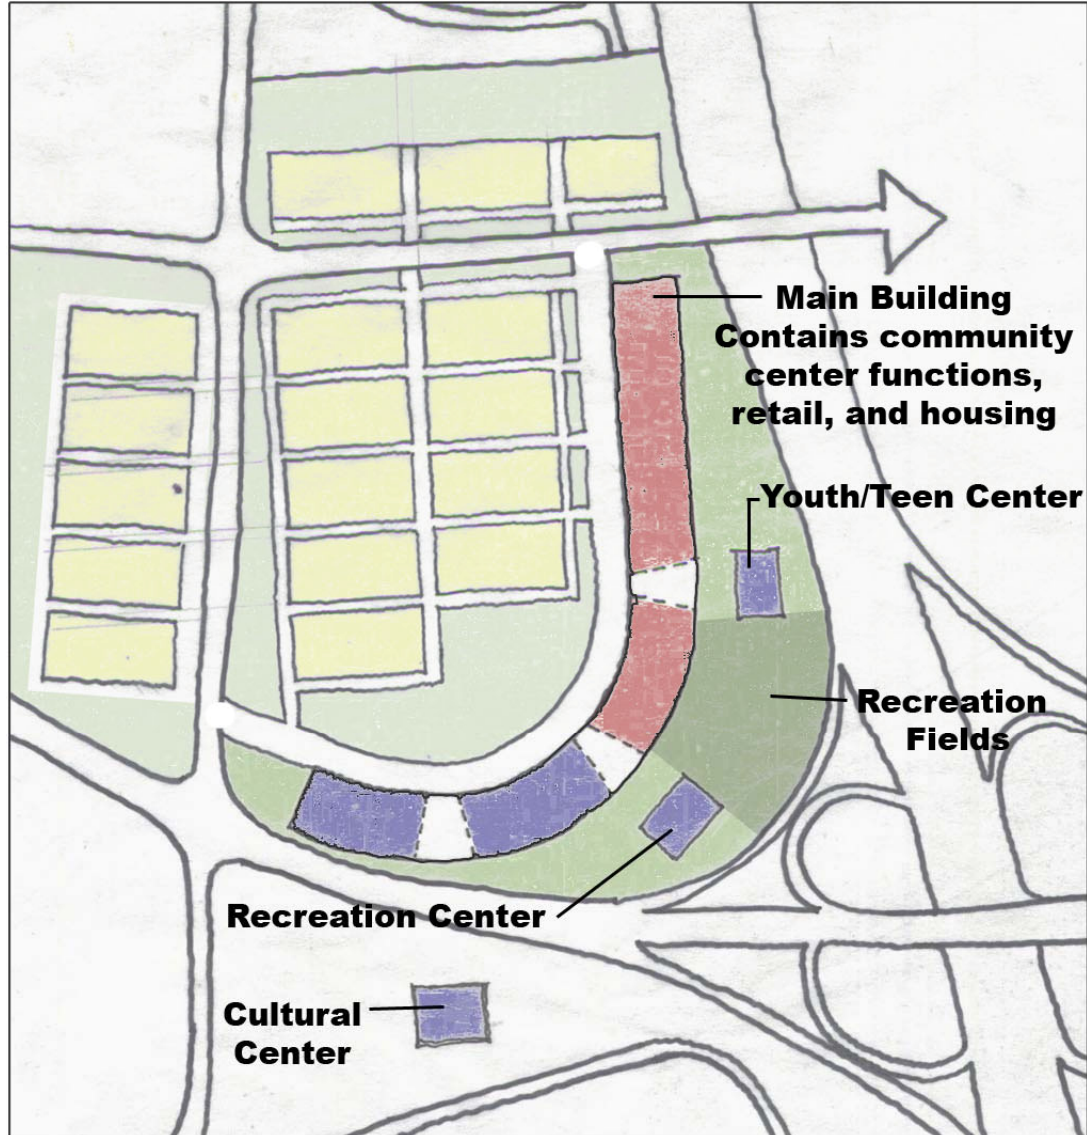 Main Building
Contains community
center functions,
retail, and housing
Youth/Teen Center
Recreation
Fields
Recreation Center
Cultural
Center